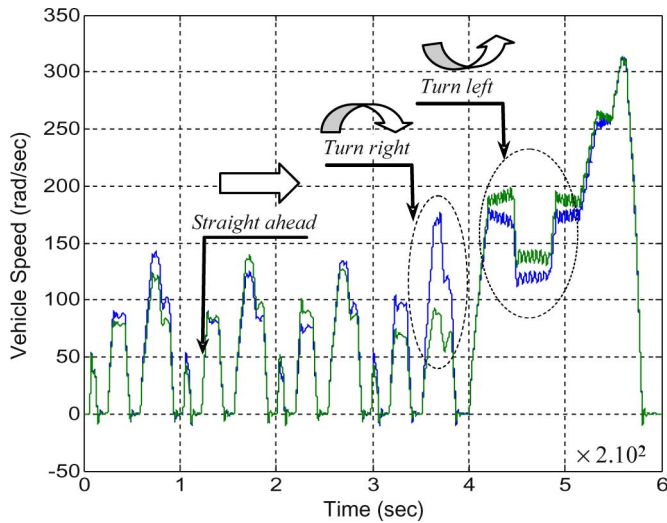 350
300
250
200
150
100
50
0
-50
Vehicle Speed (rad/sec)
Turn left
Turn right
Straight ahead
× 2.10²
0 1 2 3 4 5 6
Time (sec)